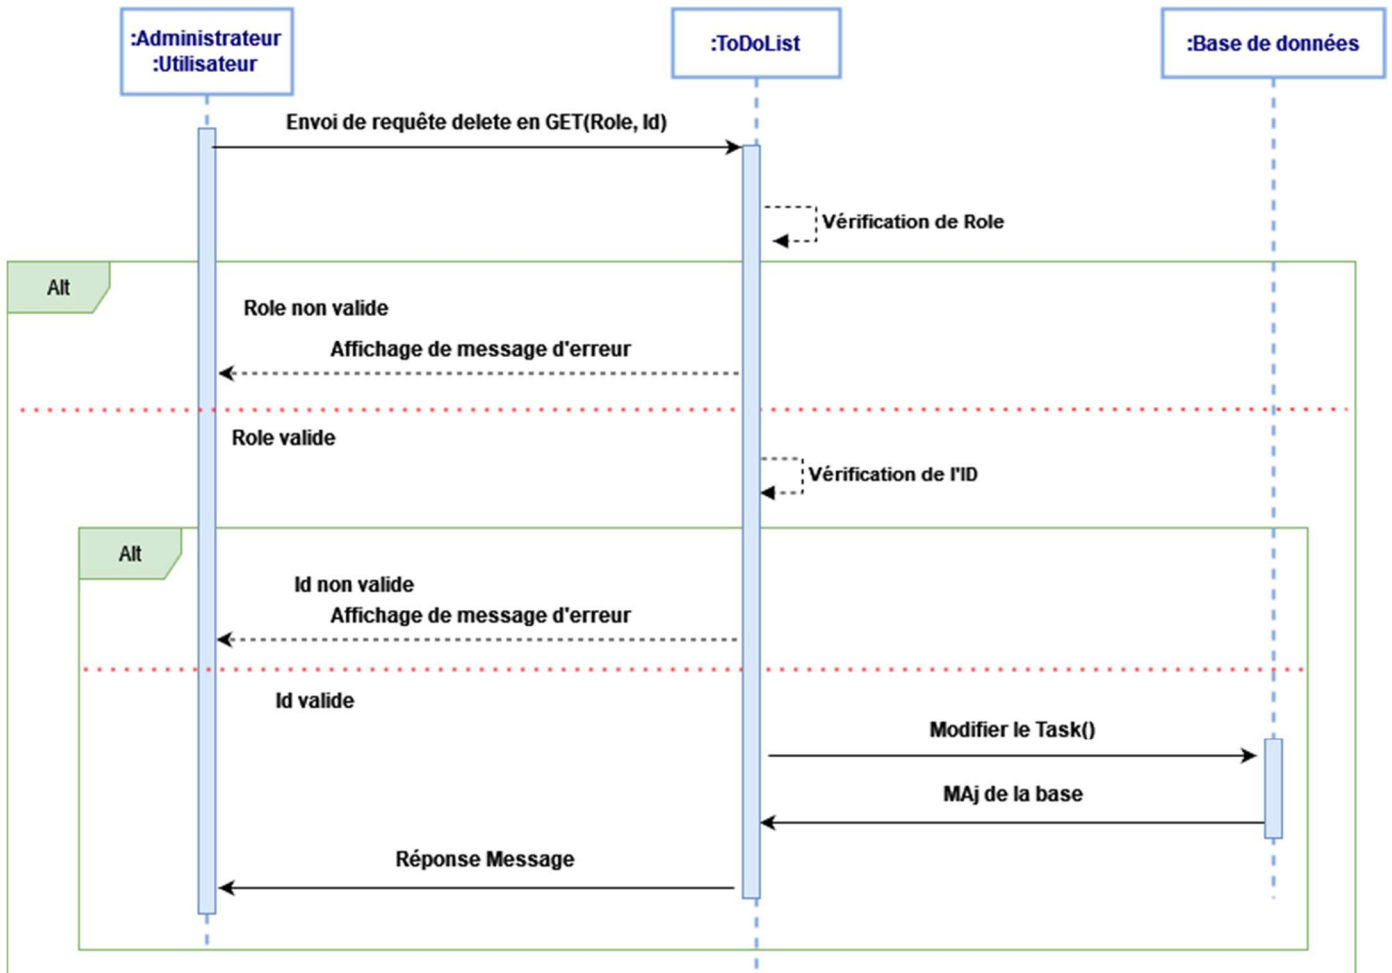 :Administrateur
:Utilisateur
:ToDoList
:Base de données
Envoi de requête delete en GET(Role, Id)
Vérification de Role
Alt
Role non valide
Affichage de message d'erreur
Role valide
Vérification de l'ID
Alt
Id non valide
Affichage de message d'erreur
Id valide
Modifier le Task()
MAj de la base
Réponse Message